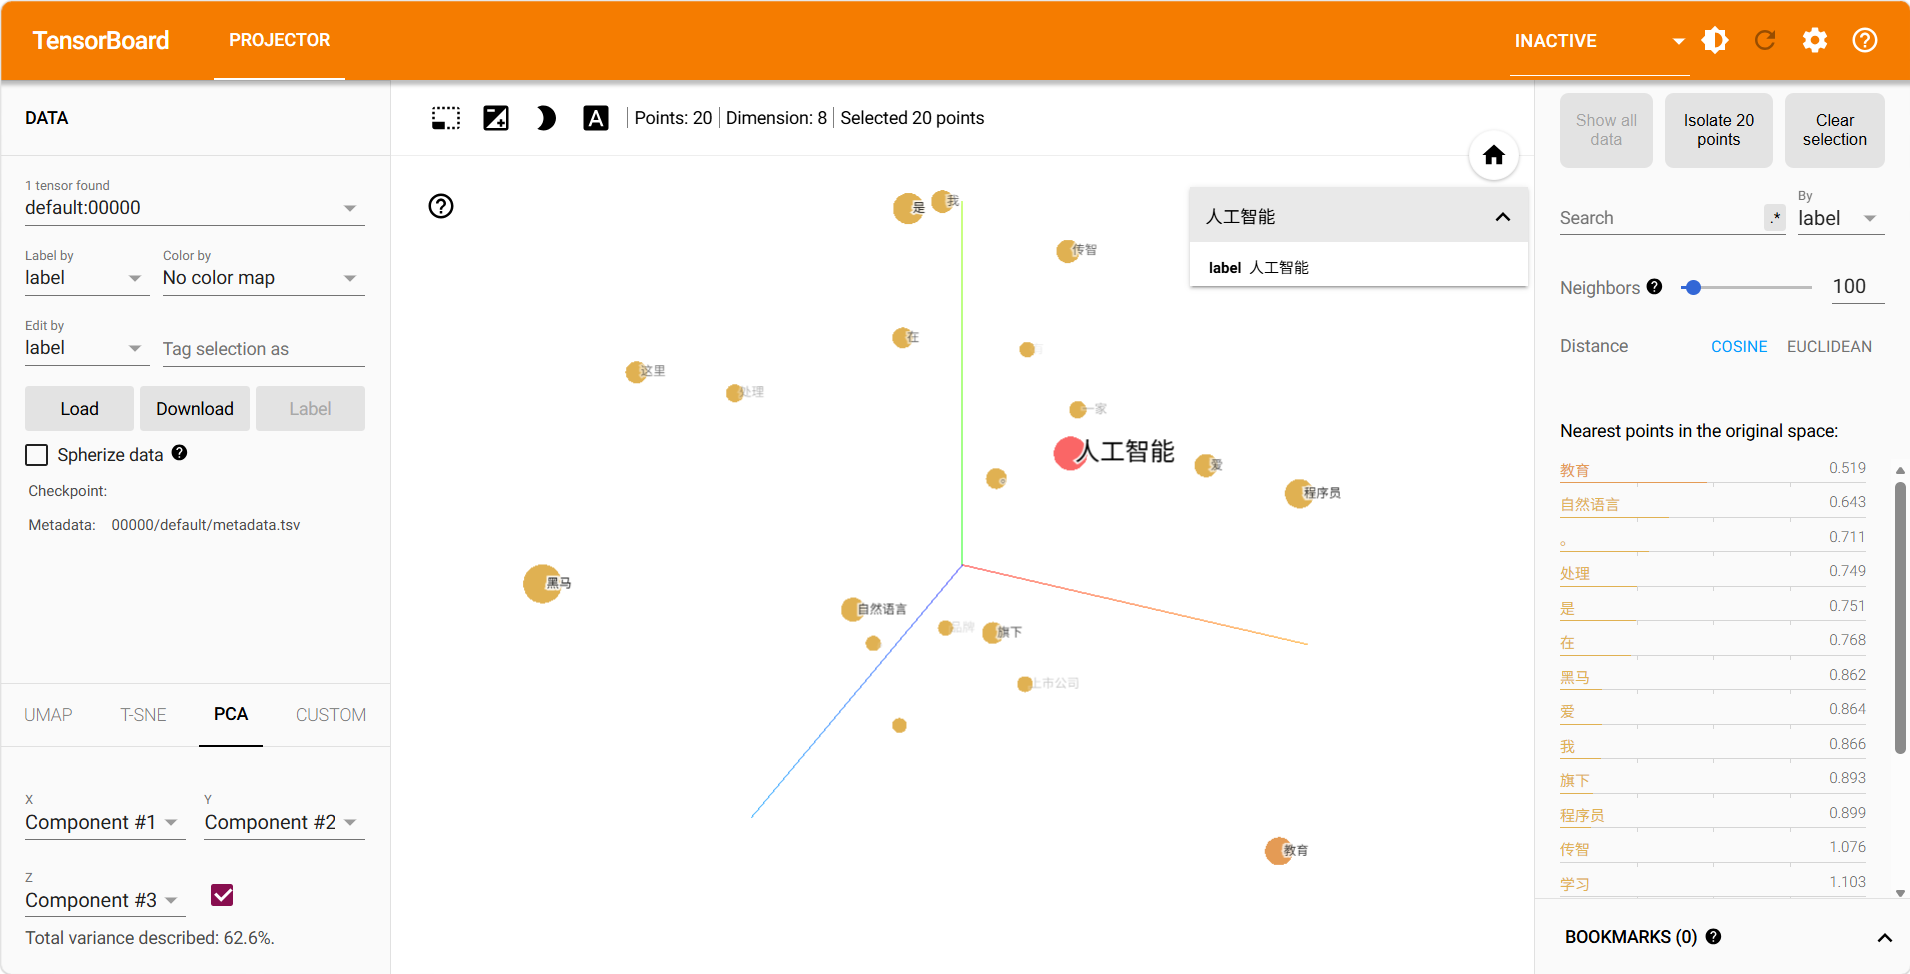 TensorBoard
PROJECTOR
INACTIVE
DATA
1 tensor found
default:00000
Label by
label
Color by
No color map
Edit by
label
Tag selection as
Load
Download
Label
Spherize data
Checkpoint:
Metadata: 00000/default/metadata.tsv
UMAP
T-SNE
PCA
CUSTOM
X
Component #1
Y
Component #2
Z
Component #3
Total variance described: 62.6%.
A
Points: 20
Dimension: 8
Selected 20 points
人工智能
label 人工智能
是
我
传智
在
这里
处理
一家
人工智能
爱
程序员
。
黑马
自然语言
品牌
旗下
上市公司
教育
Show all data
Isolate 20 points
Clear selection
Search
.*
By
label
Neighbors
100
Distance
COSINE
EUCLIDEAN
Nearest points in the original space:
教育 0.519
自然语言 0.643
。 0.711
处理 0.749
是 0.751
在 0.768
黑马 0.862
爱 0.864
我 0.866
旗下 0.893
程序员 0.899
传智 1.076
学习 1.103
BOOKMARKS (0)